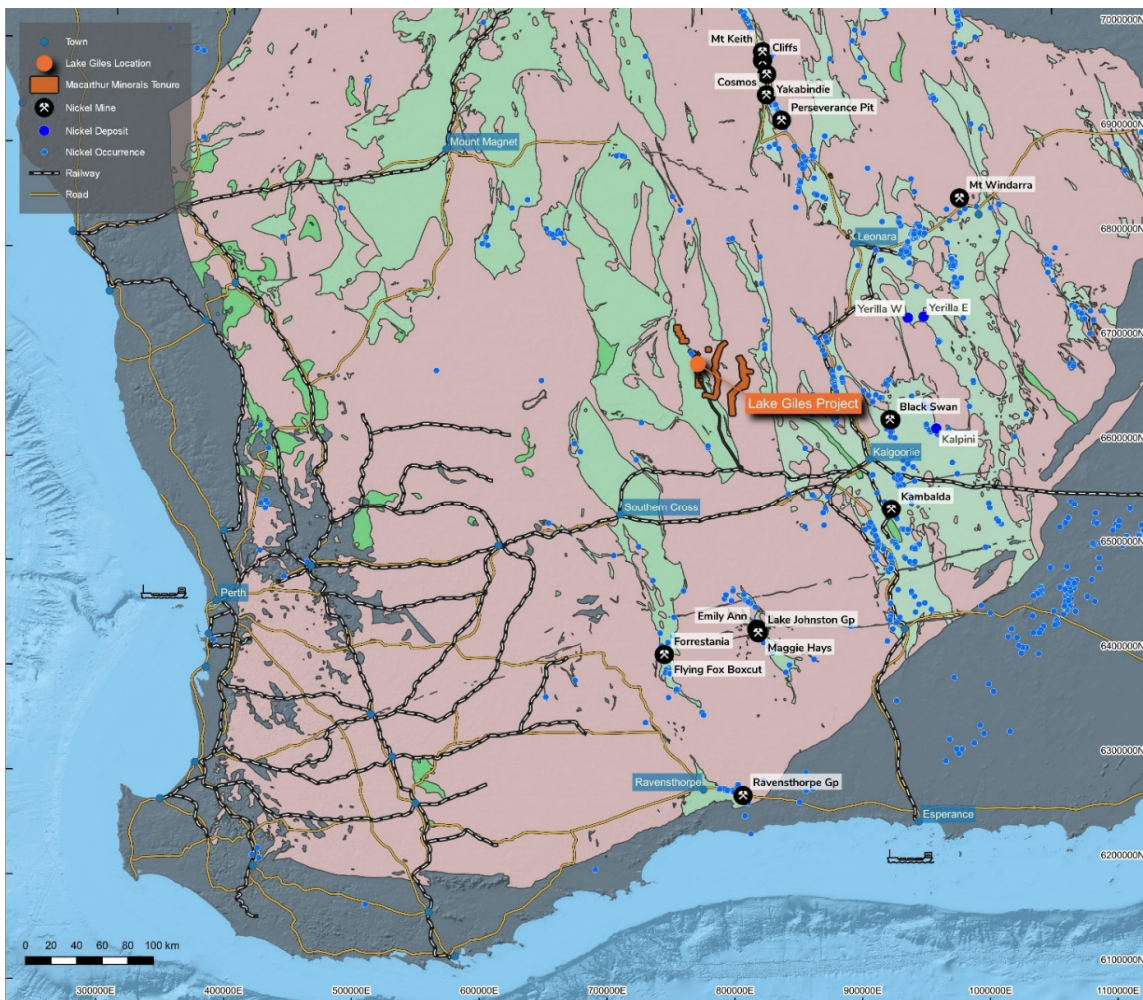 Town
Lake Giles Location
Macarthur Minerals Tenure
Nickel Mine
Nickel Deposit
Nickel Occurrence
Railway
Road
7000000N
Mt Keith
Cliffs
Cosmos
Yakabindie
Perseverance Pit
6900000N
Mount Magnet
Mt Windarra
6800000N
Leonara
Yerilla W
Yerilla E
6700000N
Lake Giles Project
Black Swan
Kalpini
6600000N
Kalgoorlie
Southern Cross
Kambalda
6500000N
Perth
Emily Ann
Lake Johnston Gp
Forrestania
Maggie Hays
6400000N
Flying Fox Boxcut
6300000N
Ravensthorpe
Ravensthorpe Gp
Esperance
6200000N
0 20 40 60 80 100 km
6100000N
300000E 400000E 500000E 600000E 700000E 800000E 900000E 1000000E 1100000E